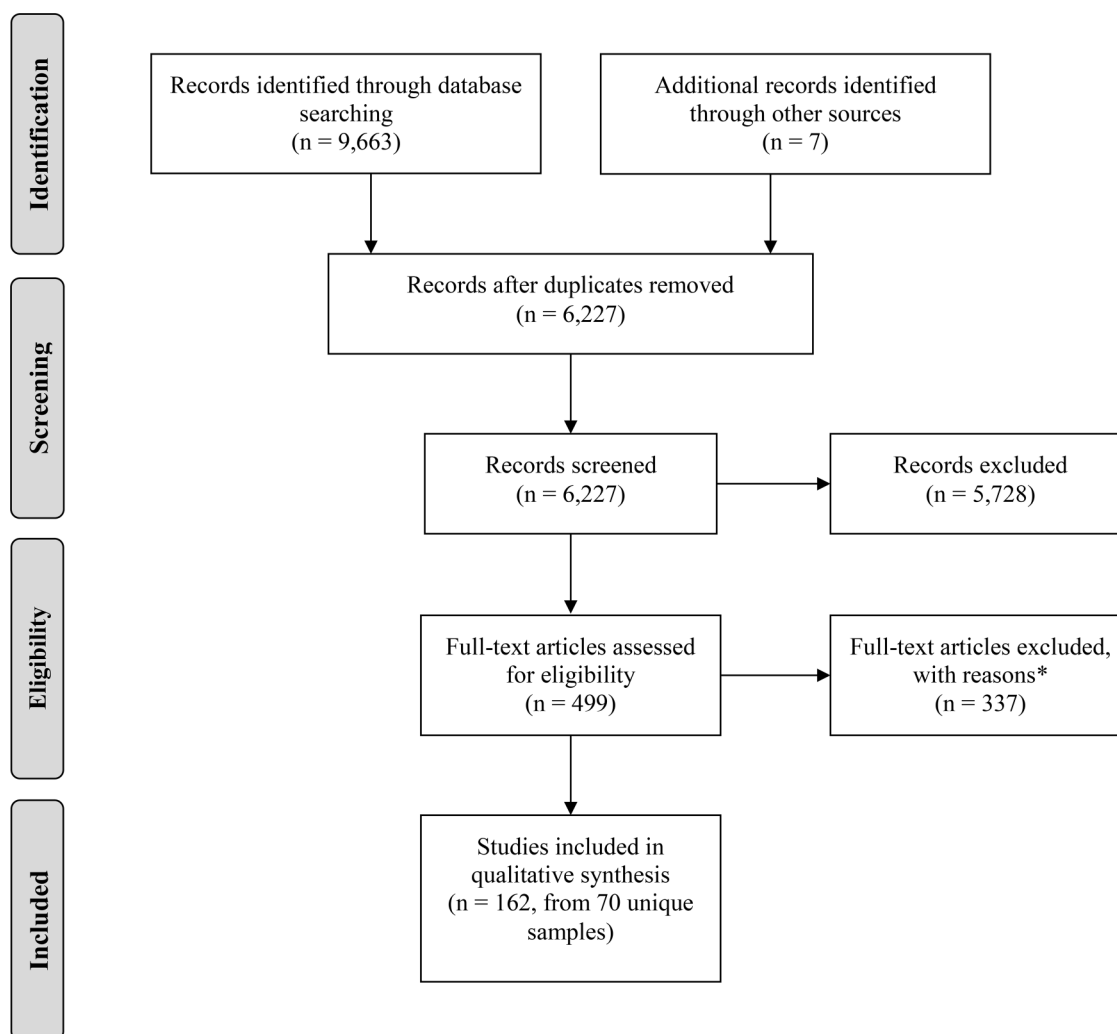 Identification
Records identified through database
searching
(n = 9,663)
Additional records identified
through other sources
(n = 7)
Screening
Records after duplicates removed
(n = 6,227)
Records screened
(n = 6,227)
Records excluded
(n = 5,728)
Eligibility
Full-text articles assessed
for eligibility
(n = 499)
Full-text articles excluded,
with reasons*
(n = 337)
Included
Studies included in
qualitative synthesis
(n = 162, from 70 unique
samples)